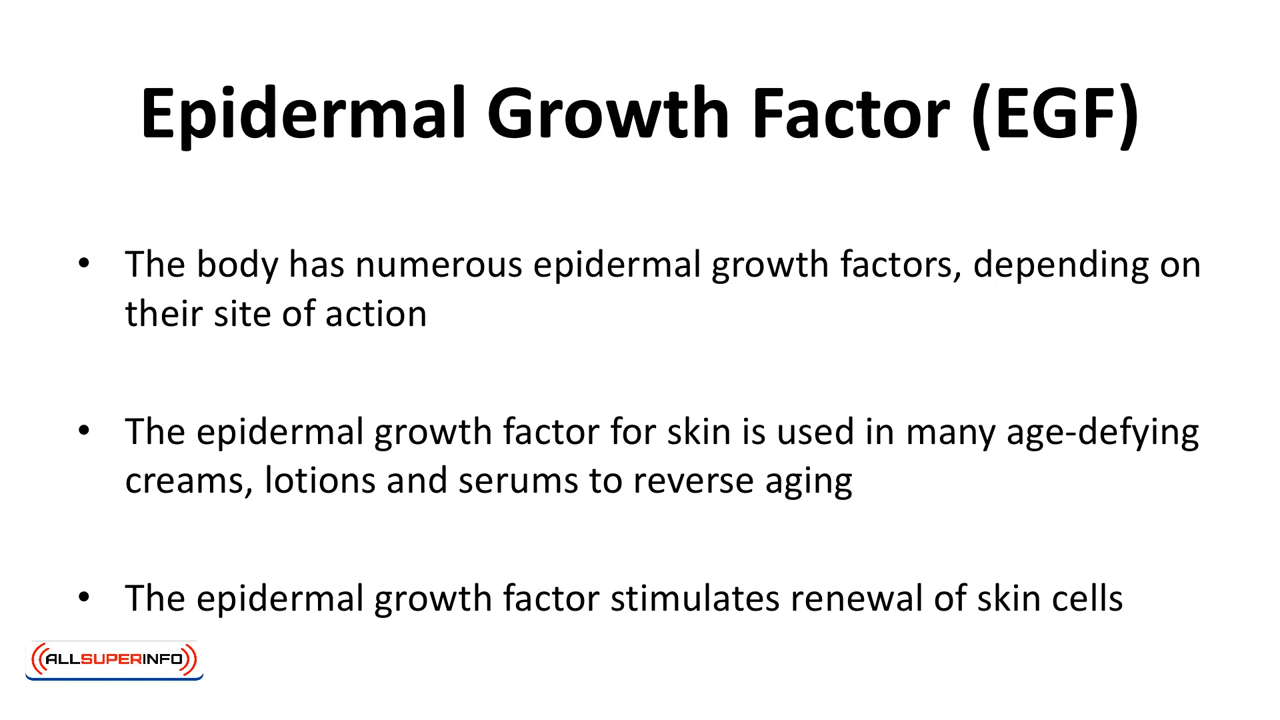 Epidermal Growth Factor (EGF)
• The body has numerous epidermal growth factors, depending on
their site of action
• The epidermal growth factor for skin is used in many age-defying
creams, lotions and serums to reverse aging
• The epidermal growth factor stimulates renewal of skin cells
ALLSUPERINFO